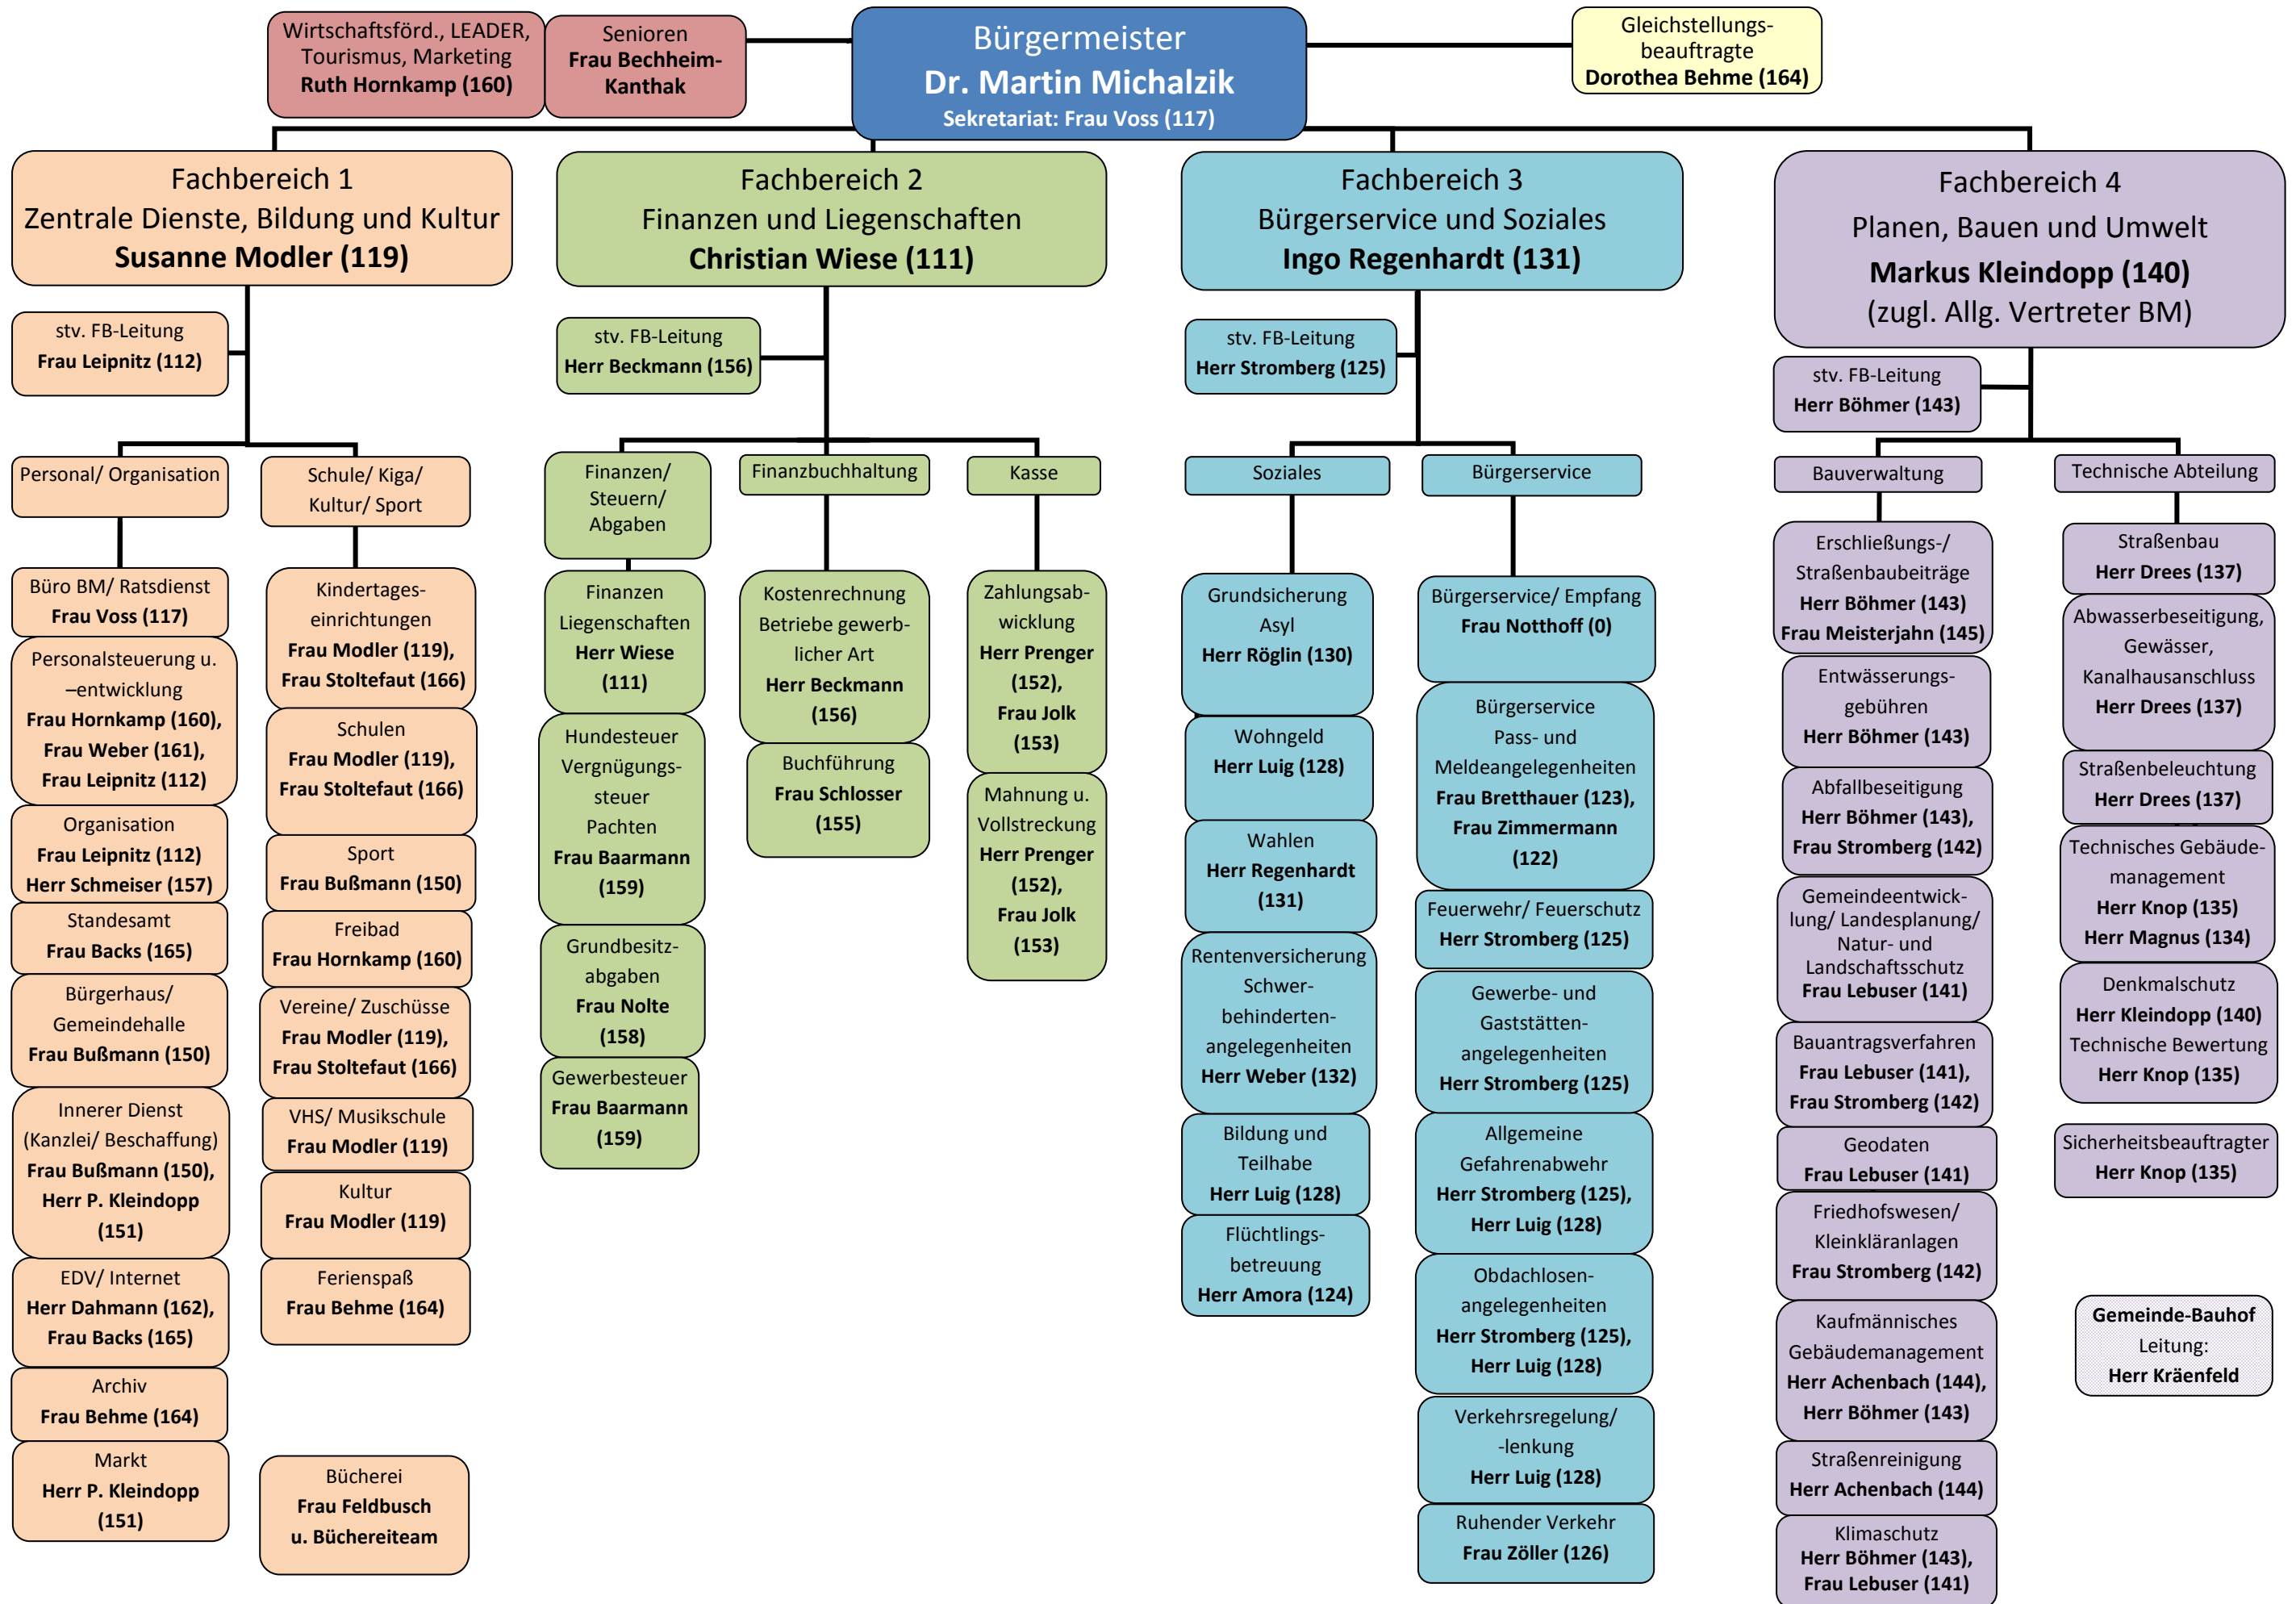 Wirtschaftsförd., LEADER,
Tourismus, Marketing
Ruth Hornkamp (160)
Senioren
Frau Bechheim-
Kanthak
Bürgermeister
Dr. Martin Michalzik
Sekretariat: Frau Voss (117)
Gleichstellungs-
beauftragte
Dorothea Behme (164)
Fachbereich 1
Zentrale Dienste, Bildung und Kultur
Susanne Modler (119)
stv. FB-Leitung
Frau Leipnitz (112)
Personal/ Organisation
Büro BM/ Ratsdienst
Frau Voss (117)
Personalsteuerung u.
–entwicklung
Frau Hornkamp (160),
Frau Weber (161),
Frau Leipnitz (112)
Organisation
Frau Leipnitz (112)
Herr Schmeiser (157)
Standesamt
Frau Backs (165)
Bürgerhaus/
Gemeindehalle
Frau Bußmann (150)
Innerer Dienst
(Kanzlei/ Beschaffung)
Frau Bußmann (150),
Herr P. Kleindopp
(151)
EDV/ Internet
Herr Dahmann (162),
Frau Backs (165)
Archiv
Frau Behme (164)
Markt
Herr P. Kleindopp
(151)
Schule/ Kiga/
Kultur/ Sport
Kindertages-
einrichtungen
Frau Modler (119),
Frau Stoltefaut (166)
Schulen
Frau Modler (119),
Frau Stoltefaut (166)
Sport
Frau Bußmann (150)
Freibad
Frau Hornkamp (160)
Vereine/ Zuschüsse
Frau Modler (119),
Frau Stoltefaut (166)
VHS/ Musikschule
Frau Modler (119)
Kultur
Frau Modler (119)
Ferienspaß
Frau Behme (164)
Bücherei
Frau Feldbusch
u. Büchereiteam
Fachbereich 2
Finanzen und Liegenschaften
Christian Wiese (111)
stv. FB-Leitung
Herr Beckmann (156)
Finanzen/
Steuern/
Abgaben
Finanzen
Liegenschaften
Herr Wiese
(111)
Hundesteuer
Vergnügungs-
steuer
Pachten
Frau Baarmann
(159)
Grundbesitz-
abgaben
Frau Nolte
(158)
Gewerbesteuer
Frau Baarmann
(159)
Finanzbuchhaltung
Kostenrechnung
Betriebe gewerb-
licher Art
Herr Beckmann
(156)
Buchführung
Frau Schlosser
(155)
Kasse
Zahlungsab-
wicklung
Herr Prenger
(152),
Frau Jolk
(153)
Mahnung u.
Vollstreckung
Herr Prenger
(152),
Frau Jolk
(153)
Fachbereich 3
Bürgerservice und Soziales
Ingo Regenhardt (131)
stv. FB-Leitung
Herr Stromberg (125)
Soziales
Grundsicherung
Asyl
Herr Röglin (130)
Wohngeld
Herr Luig (128)
Wahlen
Herr Regenhardt
(131)
Rentenversicherung
Schwer-
behinderten-
angelegenheiten
Herr Weber (132)
Bildung und
Teilhabe
Herr Luig (128)
Flüchtlings-
betreuung
Herr Amora (124)
Bürgerservice
Bürgerservice/ Empfang
Frau Notthoff (0)
Bürgerservice
Pass- und
Meldeangelegenheiten
Frau Bretthauer (123),
Frau Zimmermann
(122)
Feuerwehr/ Feuerschutz
Herr Stromberg (125)
Gewerbe- und
Gaststätten-
angelegenheiten
Herr Stromberg (125)
Allgemeine
Gefahrenabwehr
Herr Stromberg (125),
Herr Luig (128)
Obdachlosen-
angelegenheiten
Herr Stromberg (125),
Herr Luig (128)
Verkehrsregelung/
-lenkung
Herr Luig (128)
Ruhender Verkehr
Frau Zöller (126)
Fachbereich 4
Planen, Bauen und Umwelt
Markus Kleindopp (140)
(zugl. Allg. Vertreter BM)
stv. FB-Leitung
Herr Böhmer (143)
Bauverwaltung
Erschließungs-/
Straßenbaubeiträge
Herr Böhmer (143)
Frau Meisterjahn (145)
Entwässerungs-
gebühren
Herr Böhmer (143)
Abfallbeseitigung
Herr Böhmer (143),
Frau Stromberg (142)
Gemeindeentwick-
lung/ Landesplanung/
Natur- und
Landschaftsschutz
Frau Lebuser (141)
Bauantragsverfahren
Frau Lebuser (141),
Frau Stromberg (142)
Geodaten
Frau Lebuser (141)
Friedhofswesen/
Kleinkläranlagen
Frau Stromberg (142)
Kaufmännisches
Gebäudemanagement
Herr Achenbach (144),
Herr Böhmer (143)
Straßenreinigung
Herr Achenbach (144)
Klimaschutz
Herr Böhmer (143),
Frau Lebuser (141)
Technische Abteilung
Straßenbau
Herr Drees (137)
Abwasserbeseitigung,
Gewässer,
Kanalhausanschluss
Herr Drees (137)
Straßenbeleuchtung
Herr Drees (137)
Technisches Gebäude-
management
Herr Knop (135)
Herr Magnus (134)
Denkmalschutz
Herr Kleindopp (140)
Technische Bewertung
Herr Knop (135)
Sicherheitsbeauftragter
Herr Knop (135)
Gemeinde-Bauhof
Leitung:
Herr Kräenfeld